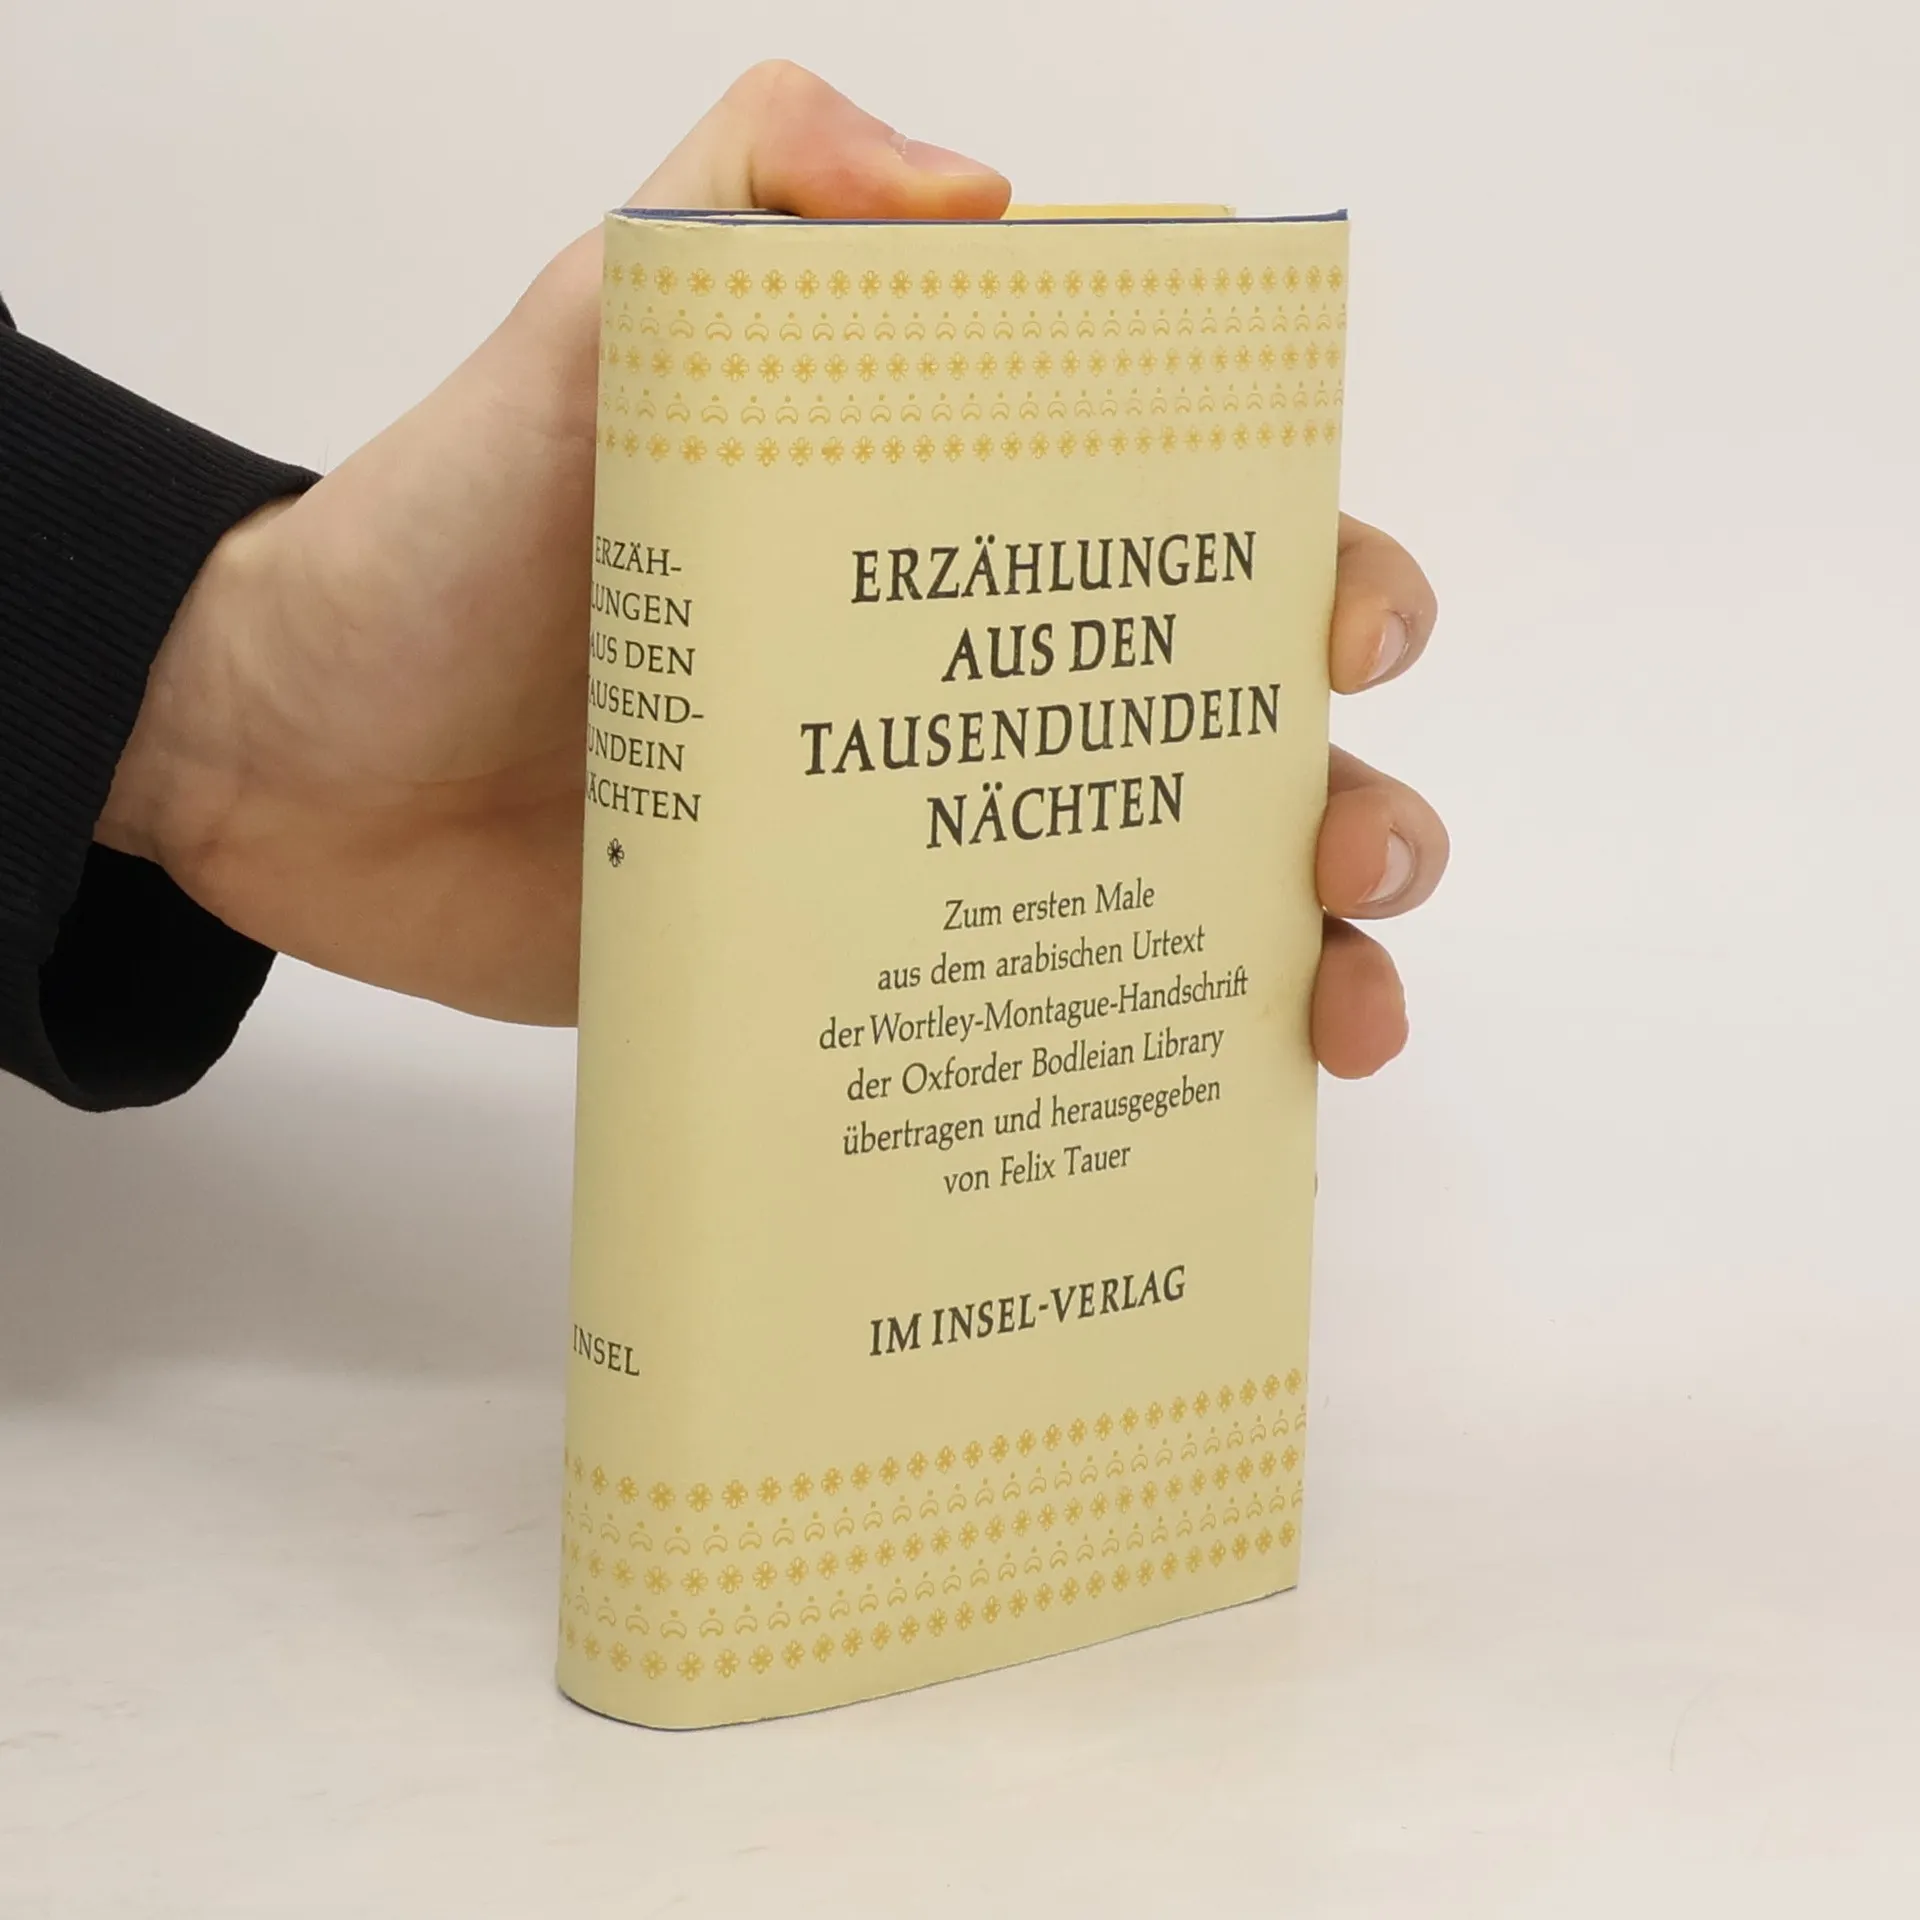 ERZÄH-
LUNGEN
AUS DEN
TAUSEND-
UNDEIN
NÄCHTEN
INSEL
ERZÄHLUNGEN
AUS DEN
TAUSENDUNDEIN
NÄCHTEN
Zum ersten Male
aus dem arabischen Urtext
der Wortley-Montague-Handschrift
der Oxforder Bodleian Library
übertragen und herausgegeben
von Felix Tauer
IM INSEL-VERLAG